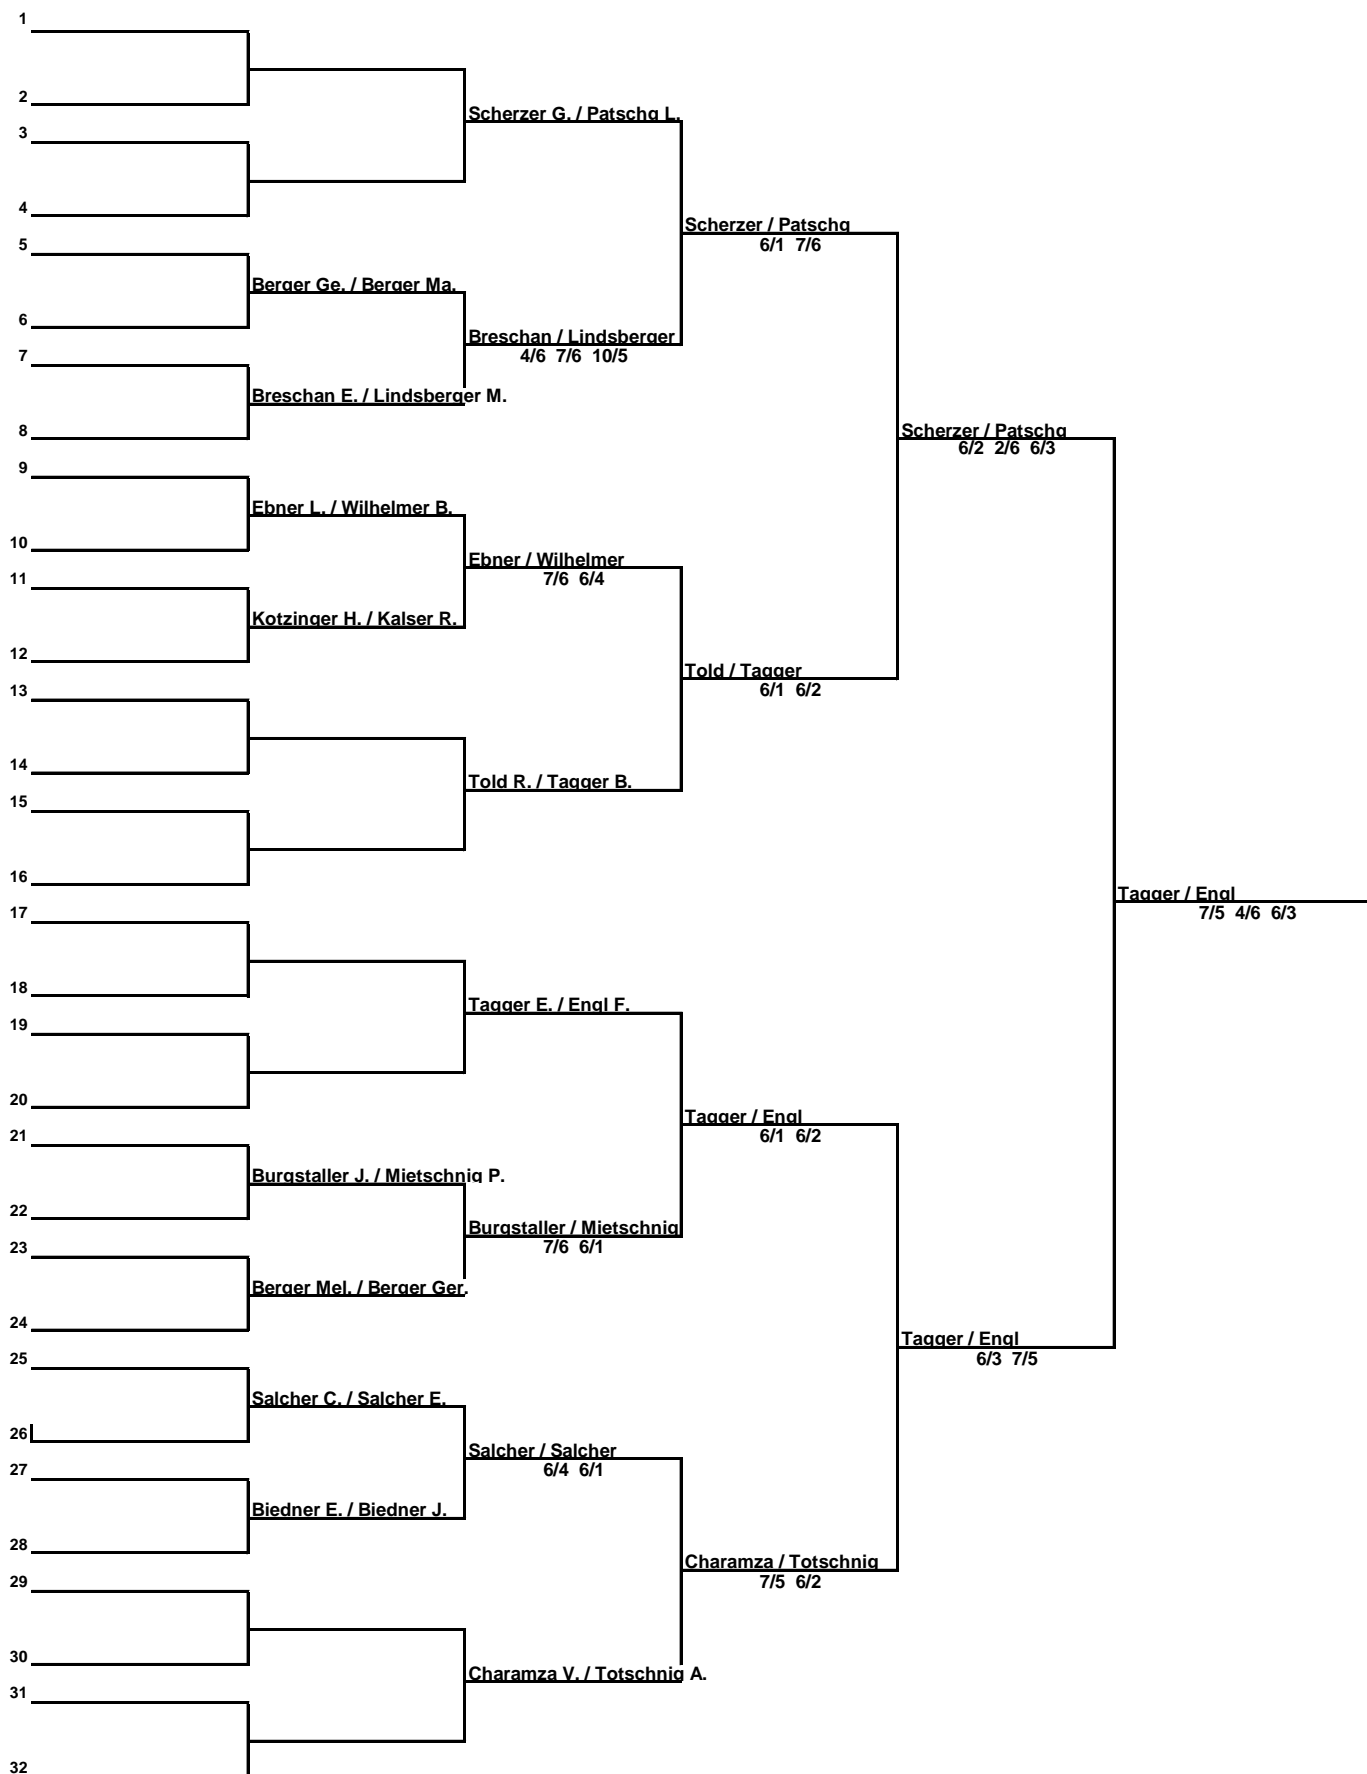 1
2
Scherzer G. / Patschg L.
3
4
Scherzer / Patschg
6/1 7/6
5
Berger Ge. / Berger Ma.
6
Breschan / Lindsberger
4/6 7/6 10/5
7
Breschan E. / Lindsberger M.
8
Scherzer / Patschg
6/2 2/6 6/3
9
Ebner L. / Wilhelmer B.
10
Ebner / Wilhelmer
7/6 6/4
11
Kotzinger H. / Kalser R.
12
Told / Tagger
6/1 6/2
13
14
Told R. / Tagger B.
15
16
Tagger / Engl
7/5 4/6 6/3
17
18
Tagger E. / Engl F.
19
20
Tagger / Engl
6/1 6/2
21
Burgstaller J. / Mietschnig P.
22
Burgstaller / Mietschnig
7/6 6/1
23
Berger Mel. / Berger Ger.
24
Tagger / Engl
6/3 7/5
25
Salcher C. / Salcher E.
26
Salcher / Salcher
6/4 6/1
27
Biedner E. / Biedner J.
28
Charamza / Totschnig
7/5 6/2
29
30
Charamza V. / Totschnig A.
31
32